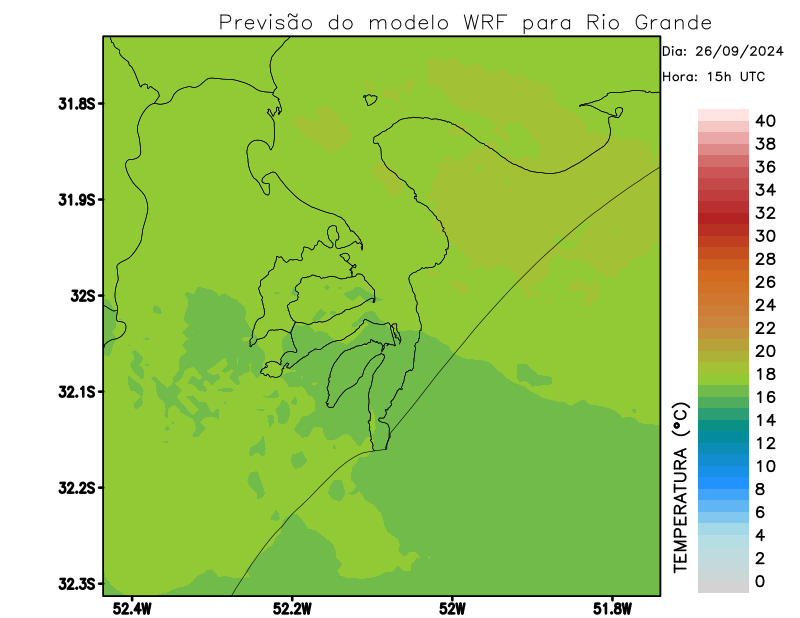 Previsão do modelo WRF para Rio Grande
Dia: 26/09/2024
Hora: 15h UTC
31.8S
31.9S
32S
32.1S
32.2S
32.3S
52.4W
52.2W
52W
51.8W
TEMPERATURA (°C)
40
38
36
34
32
30
28
26
24
22
20
18
16
14
12
10
8
6
4
2
0